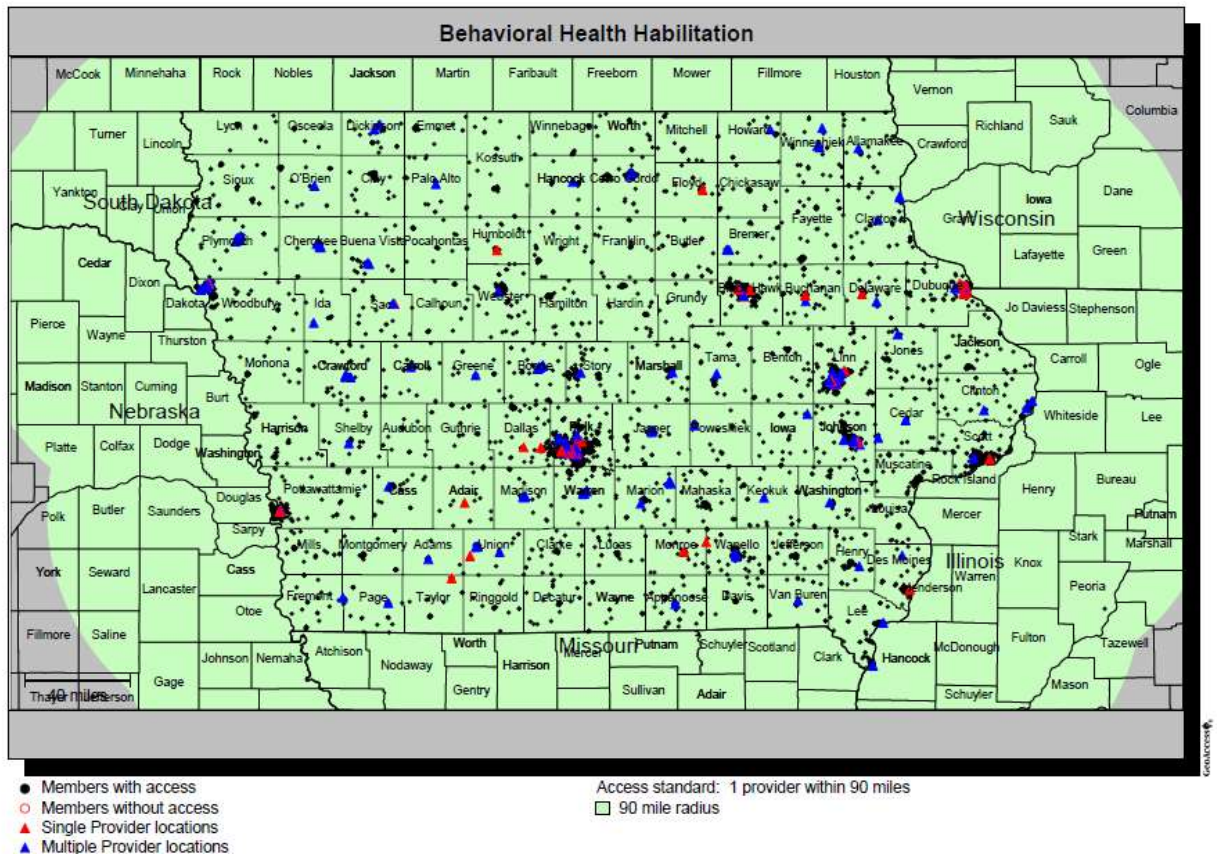 Behavioral Health Habilitation
McCook Minnehaha Rock Nobles Jackson Martin Faribault Freeborn Mower Fillmore Houston
Vernon
Columbia
Richland Sauk
Turner Lincoln Lyon Osceola Dickinson Emmet Winnebago Worth Mitchell Howard Winneshiek Allamakee Crawford
Kossuth
Sioux O'Brien Clay Palo Alto Hancock Cerro Gordo Floyd Chickasaw
Yankton Clay Union Iowa Dane
South Dakota Wisconsin
Fayette Clayton Grant
Plymouth Cherokee Buena Vista Pocahontas Humboldt Wright Franklin Butler Bremer
Lafayette Green
Cedar
Dixon
Dakota Woodbury Ida Sac Calhoun Webster Hamilton Hardin Grundy Black Hawk Buchanan Delaware Dubuque
Jo Daviess Stephenson
Pierce Wayne
Thurston
Monona Crawford Carroll Greene Boone Story Marshall Tama Benton Linn Jones Jackson
Carroll Ogle
Madison Stanton Cuming Burt
Clinton
Nebraska
Whiteside Lee
Harrison Shelby Audubon Guthrie Dallas Polk Jasper Poweshiek Iowa Johnson Cedar
Scott
Platte Colfax Dodge Washington
Muscatine
Rock Island
Pottawattamie Cass Adair Madison Warren Marion Mahaska Keokuk Washington
Henry Bureau
Douglas
Louisa
Polk Butler Saunders
Sarpy
Mercer Putnam
Stark
Mills Montgomery Adams Union Clarke Lucas Monroe Wapello Jefferson Henry Des Moines
Marshall
Illinois
Cass
York Seward Lancaster
Warren Knox
Peoria
Henderson
Fremont Page Taylor Ringgold Decatur Wayne Appanoose Davis Van Buren Lee
Otoe
Fillmore Saline
Fulton
Tazewell
Worth Putnam
Missouri
Mercer Schuyler Scotland
Clark Hancock McDonough
Johnson Nemaha Atchison Nodaway Harrison
Gage
Gentry Sullivan Adair Schuyler Mason
40 miles
Thayer Jefferson
GeoAccess
Members with access
Members without access
Single Provider locations
Multiple Provider locations
Access standard: 1 provider within 90 miles
90 mile radius